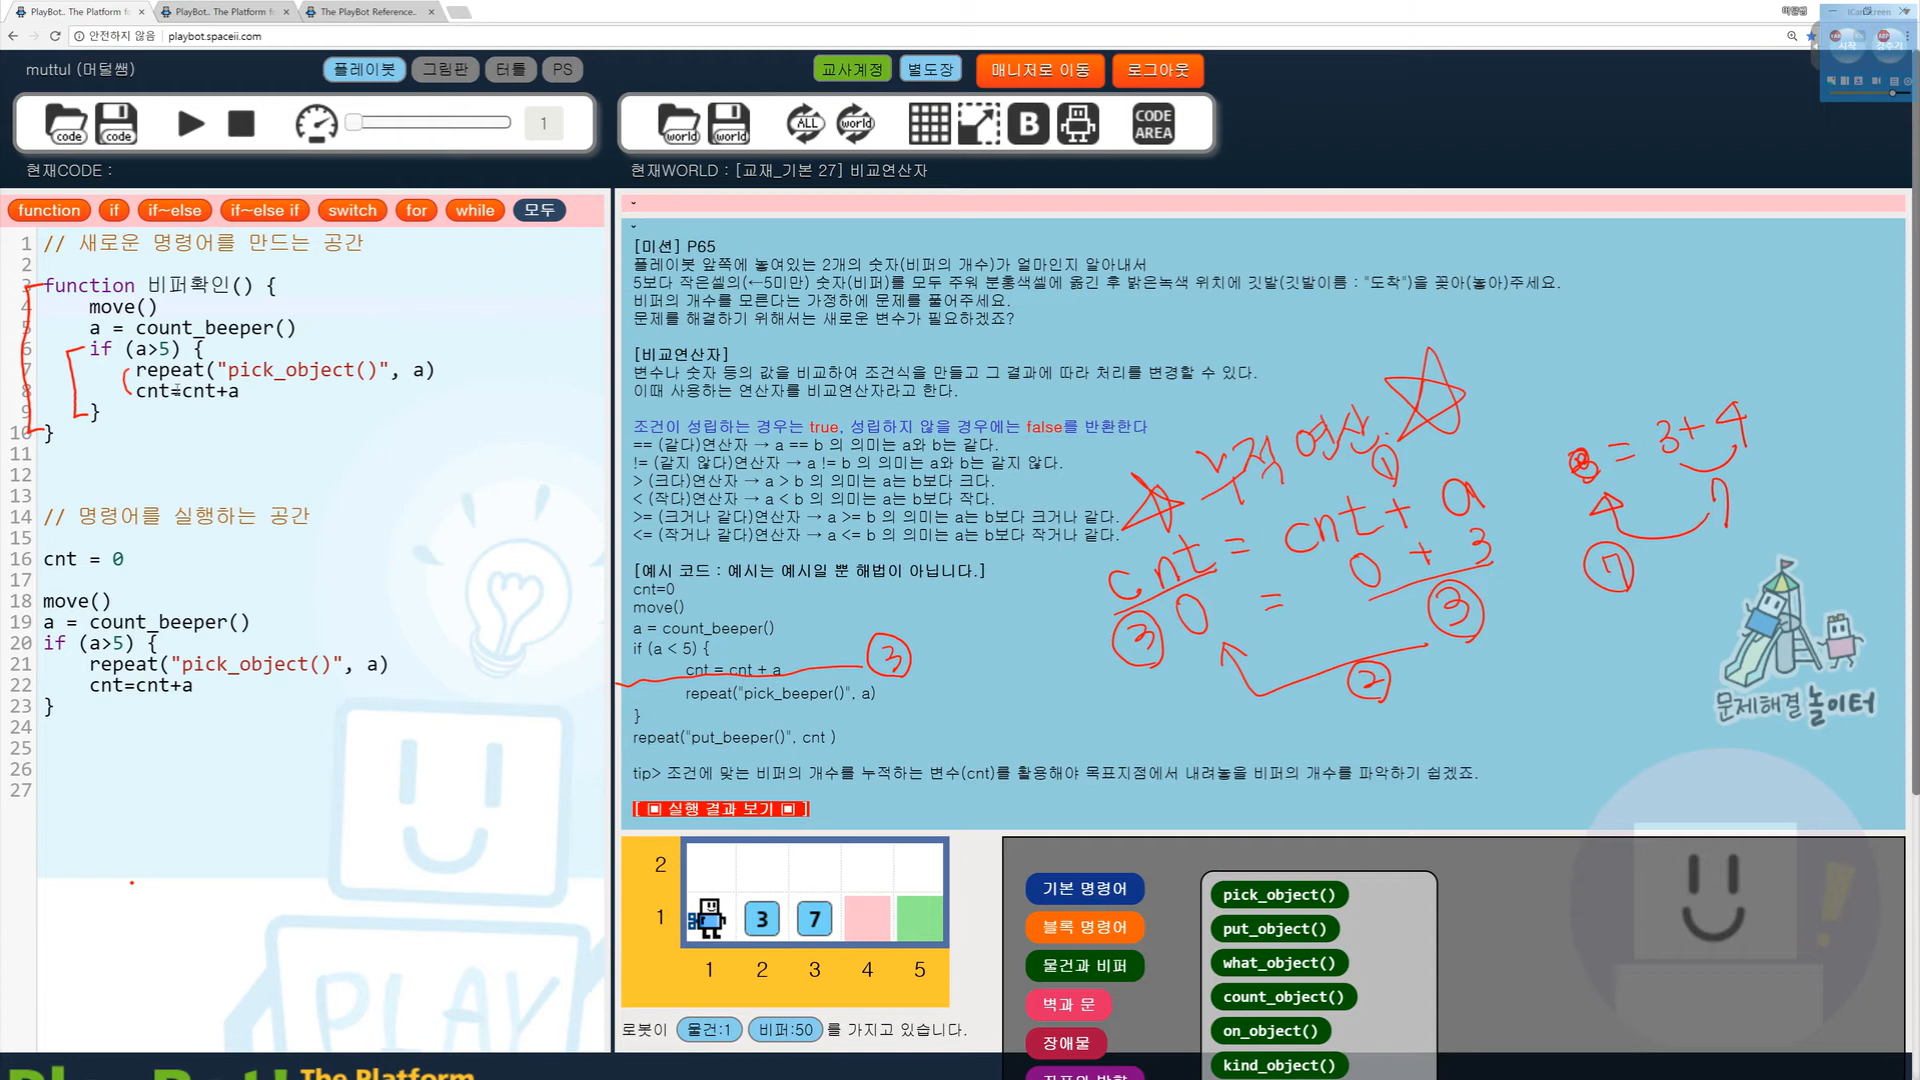 PlayBot.. The Platform fo
PlayBot.. The Platform fo
The PlayBot Reference..
안전하지 않음
playbot.spaceii.com
muttul (머털쌤)
플레이봇
그림판
터틀
PS
교사계정
별도장
매니저로 이동
로그아웃
code
code
1
world
world
ALL
world
B
CODE
AREA
현재CODE :
현재WORLD : [교재_기본 27] 비교연산자
function
if
if~else
if~else if
switch
for
while
모두
1 // 새로운 명령어를 만드는 공간
2
3 function 비퍼확인() {
4 move()
5 a = count_beeper()
6 if (a>5) {
7 repeat("pick_object()", a)
8 cnt=cnt+a
9 }
10 }
11
12
13
14 // 명령어를 실행하는 공간
15
16 cnt = 0
17
18 move()
19 a = count_beeper()
20 if (a>5) {
21 repeat("pick_object()", a)
22 cnt=cnt+a
23 }
24
25
26
27
PLAY
[미션] P65
플레이봇 앞쪽에 놓여있는 2개의 숫자(비퍼의 개수)가 얼마인지 알아내서
5보다 작은셀의(←5미만) 숫자(비퍼)를 모두 주워 분홍색셀에 옮긴 후 밝은녹색 위치에 깃발(깃발이름 : "도착")을 꽂아(놓아)주세요.
비퍼의 개수를 모른다는 가정하에 문제를 풀어주세요.
문제를 해결하기 위해서는 새로운 변수가 필요하겠죠?
[비교연산자]
변수나 숫자 등의 값을 비교하여 조건식을 만들고 그 결과에 따라 처리를 변경할 수 있다.
이때 사용하는 연산자를 비교연산자라고 한다.
조건이 성립하는 경우는 true, 성립하지 않을 경우에는 false를 반환한다
== (같다)연산자 → a == b 의 의미는 a와 b는 같다.
!= (같지 않다)연산자 → a != b 의 의미는 a와 b는 같지 않다.
> (크다)연산자 → a > b 의 의미는 a는 b보다 크다.
< (작다)연산자 → a < b 의 의미는 a는 b보다 작다.
>= (크거나 같다)연산자 → a >= b 의 의미는 a는 b보다 크거나 같다.
<= (작거나 같다)연산자 → a <= b 의 의미는 a는 b보다 작거나 같다.
[예시 코드 : 예시는 예시일 뿐 해법이 아닙니다.]
cnt=0
move()
a = count_beeper()
if (a < 5) {
cnt = cnt + a
repeat("pick_beeper()", a)
}
repeat("put_beeper()", cnt )
tip> 조건에 맞는 비퍼의 개수를 누적하는 변수(cnt)를 활용해야 목표지점에서 내려놓을 비퍼의 개수를 파악하기 쉽겠죠.
[ ▣ 실행 결과 보기 ▣ ]
누적 연산.
①
cnt = cnt + a
0 = 0 + 3
③
③
②
③
= 3+4
7
⑦
문제해결 놀이터
2
1
3
7
1 2 3 4 5
로봇이 물건:1 비퍼:50 를 가지고 있습니다.
기본 명령어
블록 명령어
물건과 비퍼
벽과 문
장애물
pick_object()
put_object()
what_object()
count_object()
on_object()
kind_object()
PlayBot! The Platform